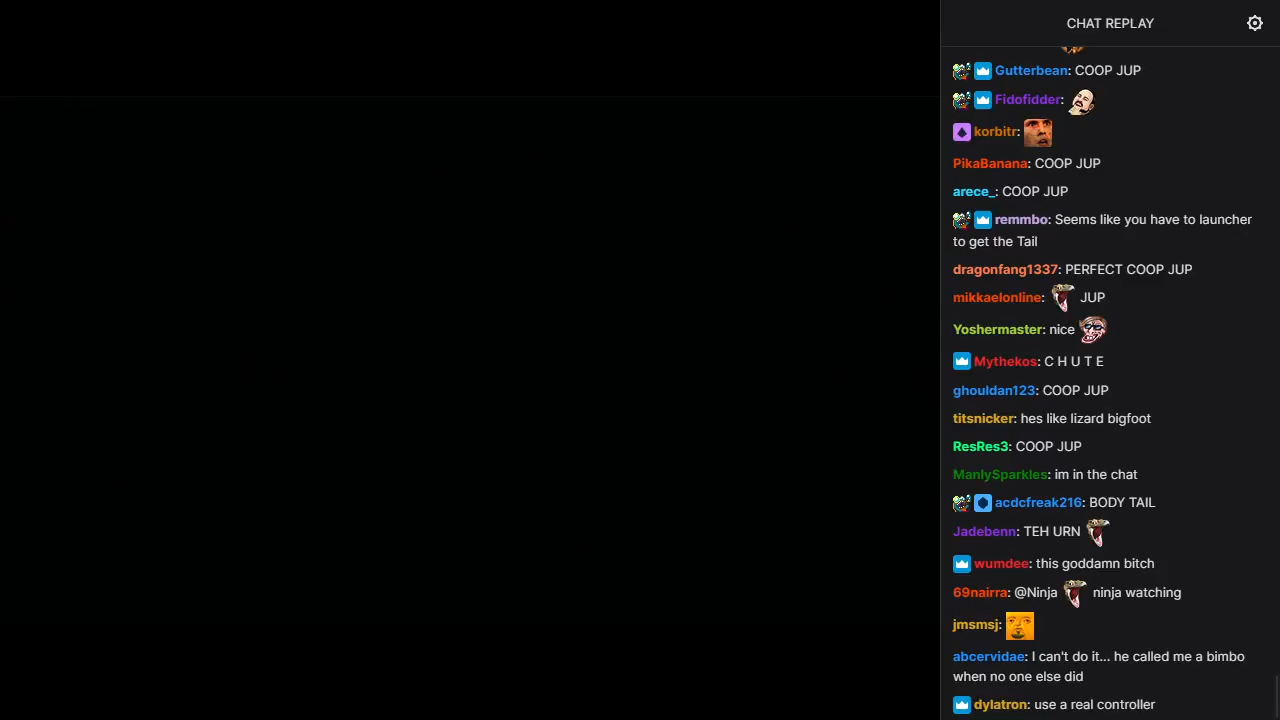 CHAT REPLAY
Gutterbean: COOP JUP
Fidofidder:
korbitr:
PikaBanana: COOP JUP
arece_: COOP JUP
remmbo: Seems like you have to launcher
to get the Tail
dragonfang1337: PERFECT COOP JUP
mikkaelonline: JUP
Yoshermaster: nice
Mythekos: C H U T E
ghouldan123: COOP JUP
titsnicker: hes like lizard bigfoot
ResRes3: COOP JUP
ManlySparkles: im in the chat
acdcfreak216: BODY TAIL
Jadebenn: TEH URN
wumdee: this goddamn bitch
69nairra: @Ninja ninja watching
jmsmsj:
abcervidae: I can't do it... he called me a bimbo
when no one else did
dylatron: use a real controller